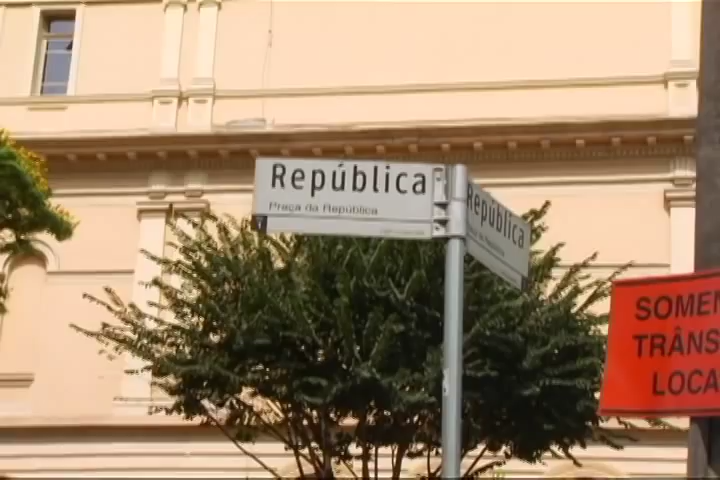 República
Praça da República
República
SOMEN
TRÂNS
LOCA